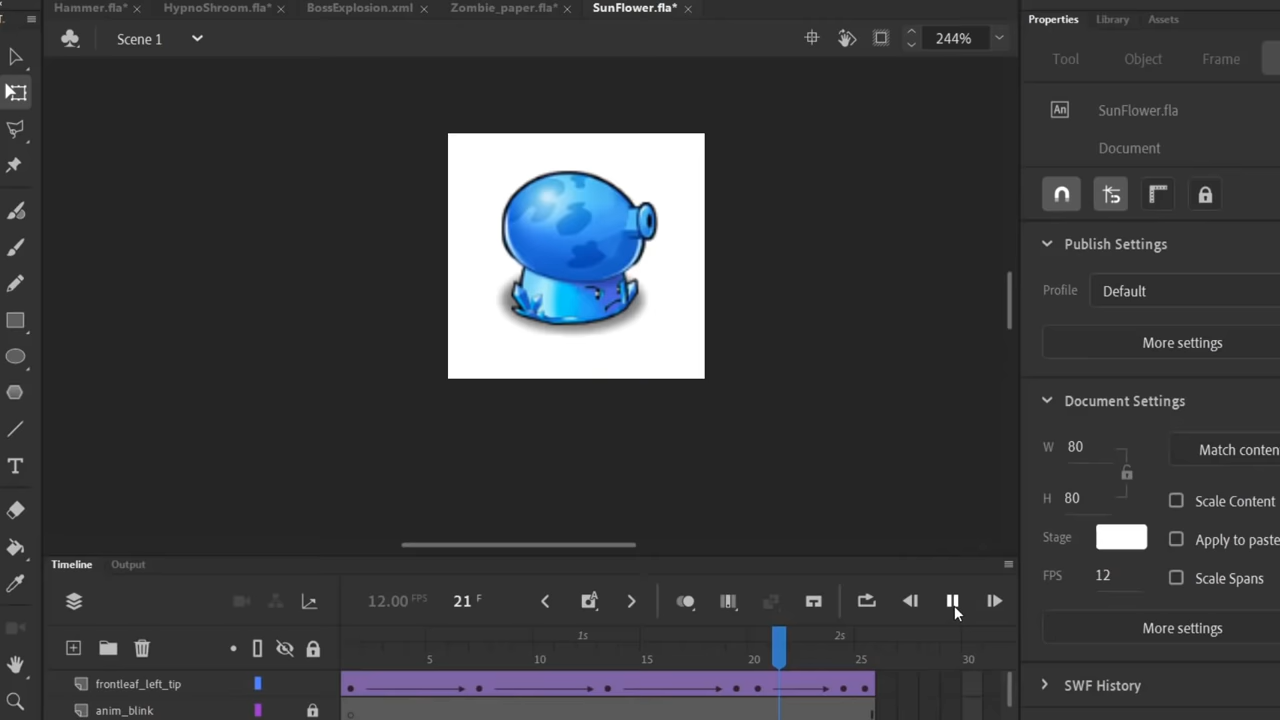 Hammer.fla*
HypnoShroom.fla*
BossExplosion.xml
Zombie_paper.fla*
SunFlower.fla*
Scene 1
244%
Properties
Library
Assets
Tool
Object
Frame
An
SunFlower.fla
Document
Publish Settings
Profile
Default
More settings
Document Settings
W
80
Match conten
H
80
Scale Content
Stage
Apply to paste
FPS
12
Scale Spans
More settings
SWF History
Timeline
Output
12.00 FPS
21 F
1s
2s
5
10
15
20
25
30
frontleaf_left_tip
anim_blink